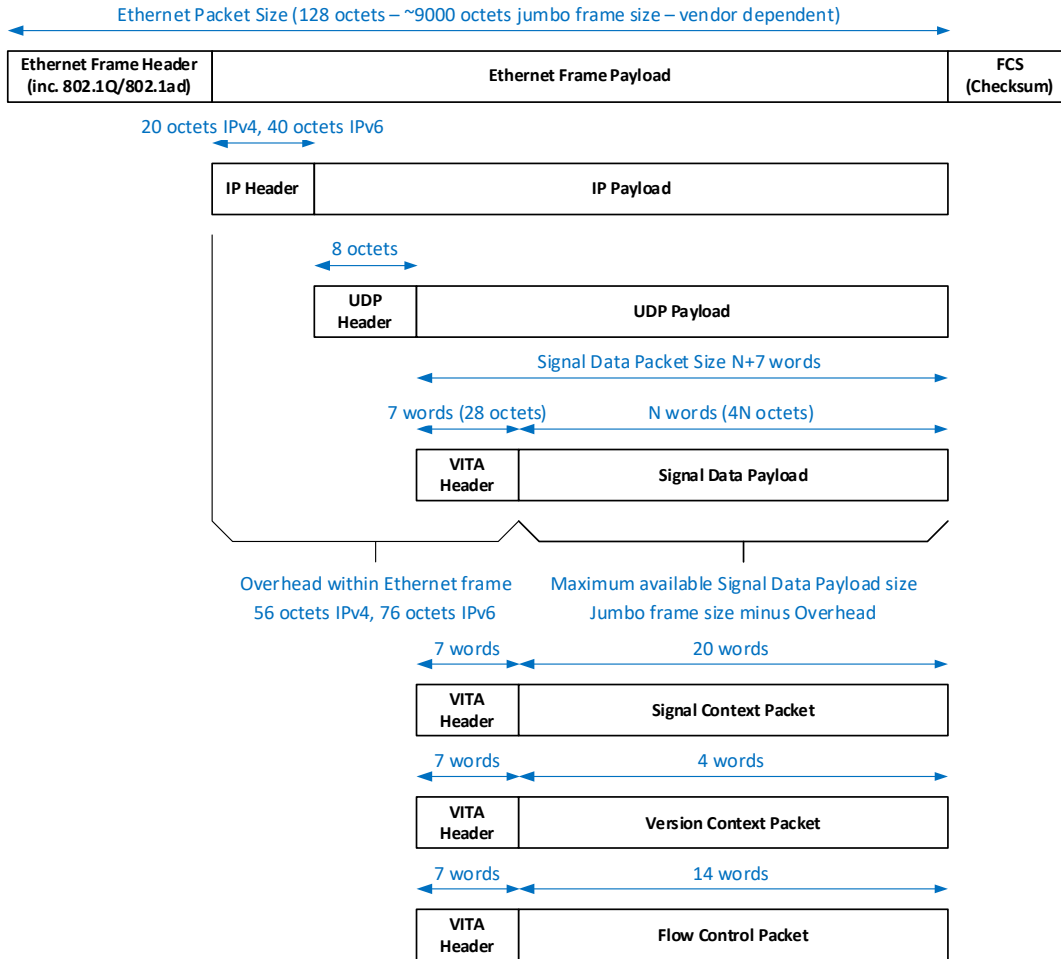 Ethernet Packet Size (128 octets – ~9000 octets jumbo frame size – vendor dependent)
Ethernet Frame Header
(inc. 802.1Q/802.1ad)
Ethernet Frame Payload
FCS
(Checksum)
20 octets IPv4, 40 octets IPv6
IP Header
IP Payload
8 octets
UDP
Header
UDP Payload
Signal Data Packet Size N+7 words
7 words (28 octets)
N words (4N octets)
VITA
Header
Signal Data Payload
Overhead within Ethernet frame
56 octets IPv4, 76 octets IPv6
Maximum available Signal Data Payload size
Jumbo frame size minus Overhead
7 words
20 words
VITA
Header
Signal Context Packet
7 words
4 words
VITA
Header
Version Context Packet
7 words
14 words
VITA
Header
Flow Control Packet